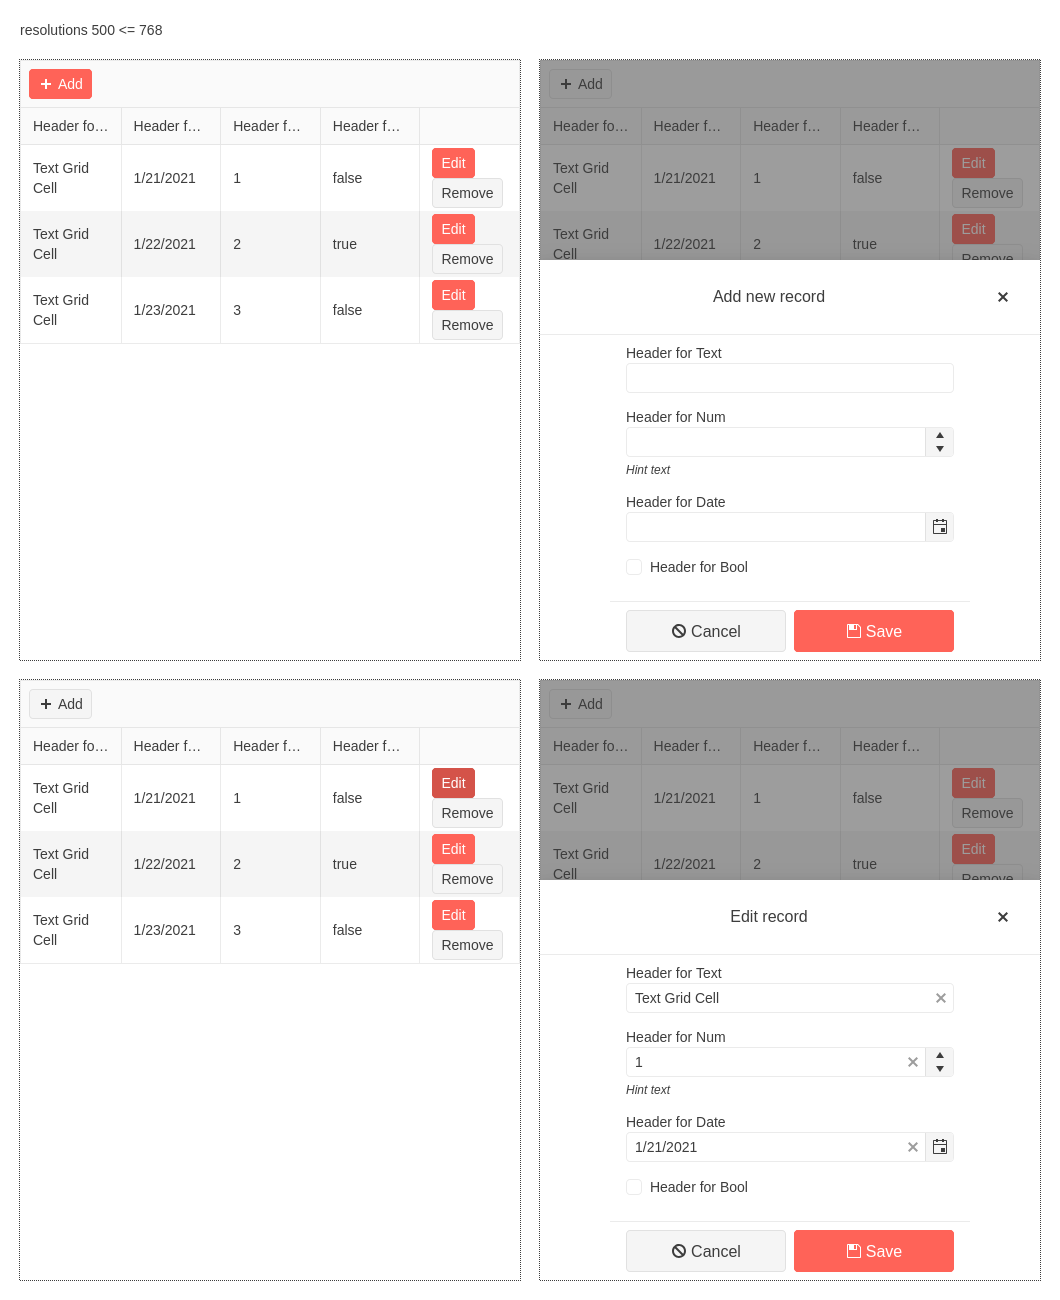 resolutions 500 <= 768
Add
Header fo… Header f… Header f… Header f…
Text Grid Cell 1/21/2021 1 false Edit Remove
Text Grid Cell 1/22/2021 2 true Edit Remove
Text Grid Cell 1/23/2021 3 false Edit Remove
Add
Header fo… Header f… Header f… Header f…
Text Grid Cell 1/21/2021 1 false Edit Remove
Text Grid Cell 1/22/2021 2 true Edit Remove
Add new record
Header for Text
Header for Num
Hint text
Header for Date
Header for Bool
Cancel Save
Add
Header fo… Header f… Header f… Header f…
Text Grid Cell 1/21/2021 1 false Edit Remove
Text Grid Cell 1/22/2021 2 true Edit Remove
Text Grid Cell 1/23/2021 3 false Edit Remove
Add
Header fo… Header f… Header f… Header f…
Text Grid Cell 1/21/2021 1 false Edit Remove
Text Grid Cell 1/22/2021 2 true Edit Remove
Edit record
Header for Text
Text Grid Cell
Header for Num
1
Hint text
Header for Date
1/21/2021
Header for Bool
Cancel Save